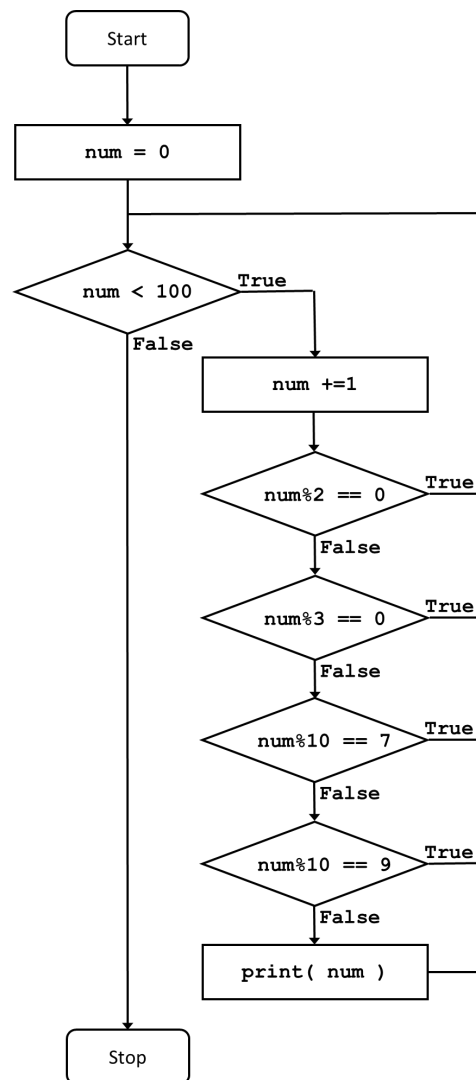 Start
num = 0
num < 100
True
False
num +=1
num%2 == 0
True
False
num%3 == 0
True
False
num%10 == 7
True
False
num%10 == 9
True
False
print( num )
Stop